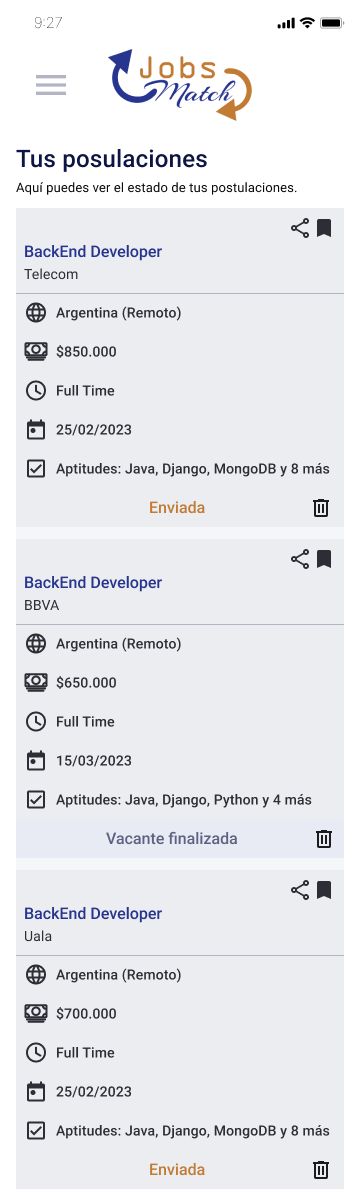 9:27
Jobs
Match
Tus posulaciones
Aquí puedes ver el estado de tus postulaciones.
BackEnd Developer
Telecom
Argentina (Remoto)
$850.000
Full Time
25/02/2023
Aptitudes: Java, Django, MongoDB y 8 más
Enviada
BackEnd Developer
BBVA
Argentina (Remoto)
$650.000
Full Time
15/03/2023
Aptitudes: Java, Django, Python y 4 más
Vacante finalizada
BackEnd Developer
Uala
Argentina (Remoto)
$700.000
Full Time
25/02/2023
Aptitudes: Java, Django, MongoDB y 8 más
Enviada